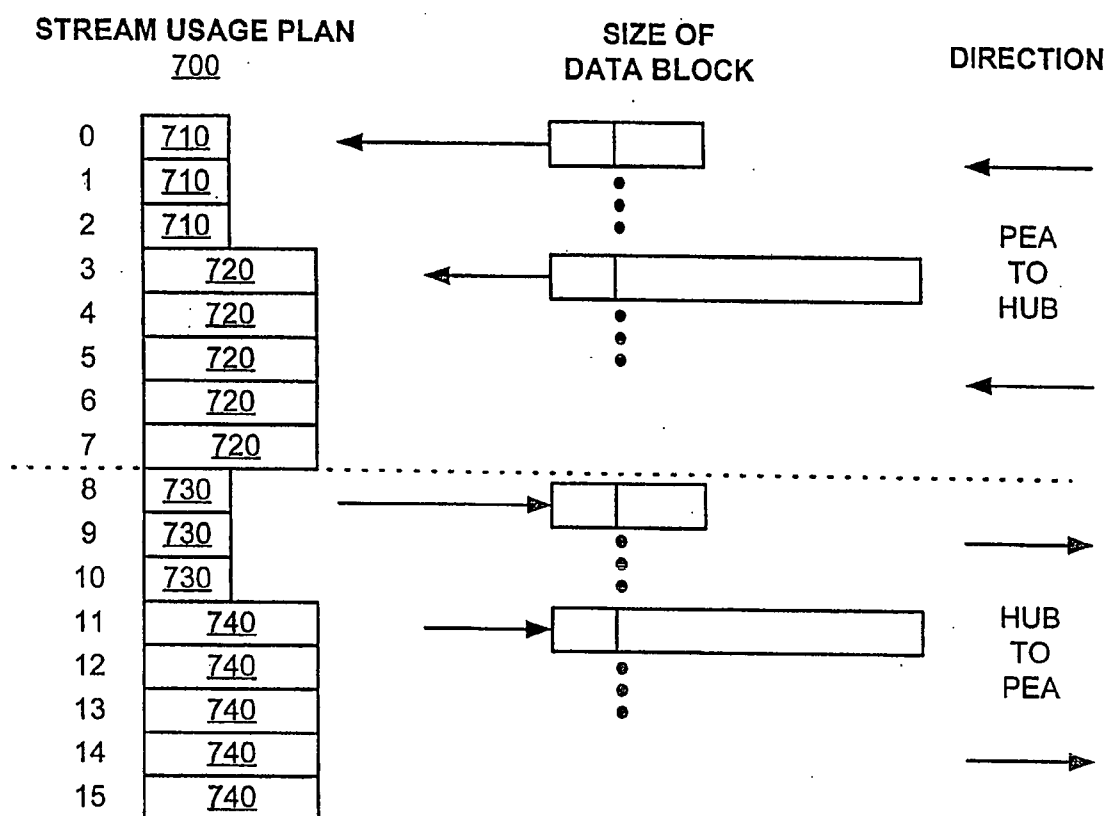 STREAM USAGE PLAN
700
SIZE OF
DATA BLOCK
DIRECTION
0 710
1 710
2 710
3 720
4 720
5 720
6 720
7 720
PEA
TO
HUB
8 730
9 730
10 730
11 740
12 740
13 740
14 740
15 740
HUB
TO
PEA